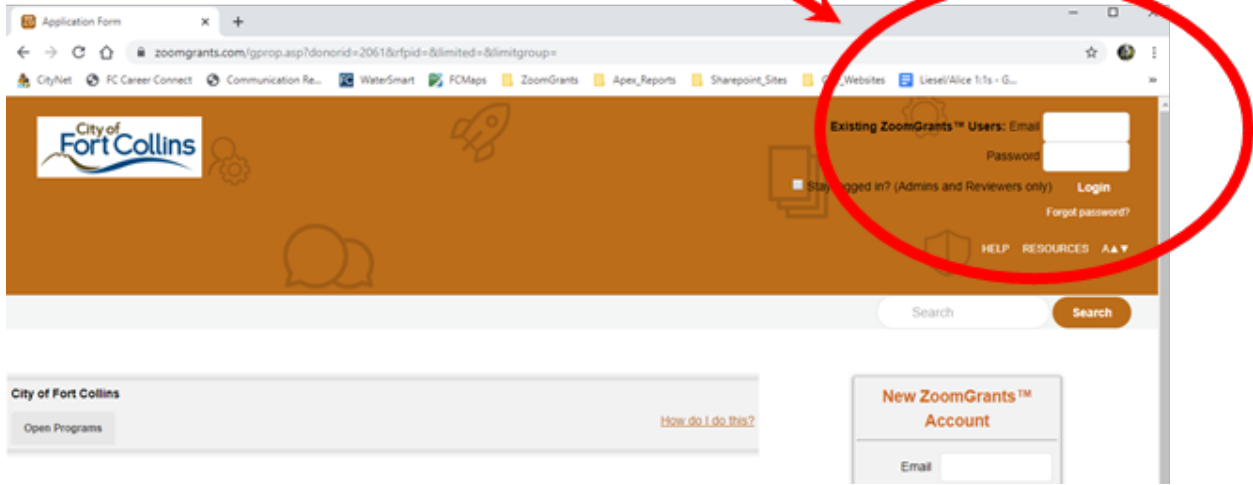 Application Form
zoomgrants.com/gprop.asp?donorid=2061&rfpid=&limited=&limitgroup=
CityNet FC Career Connect Communication Re... WaterSmart FCMaps ZoomGrants Apex_Reports Sharepoint_Sites Websites Liesel/Alice 1:1s - G...
City of
Fort Collins
Existing ZoomGrants™ Users: Email
Password
Stay logged in? (Admins and Reviewers only) Login
Forgot password?
HELP RESOURCES A▲▼
Search Search
City of Fort Collins
Open Programs
How do I do this?
New ZoomGrants™
Account
Email